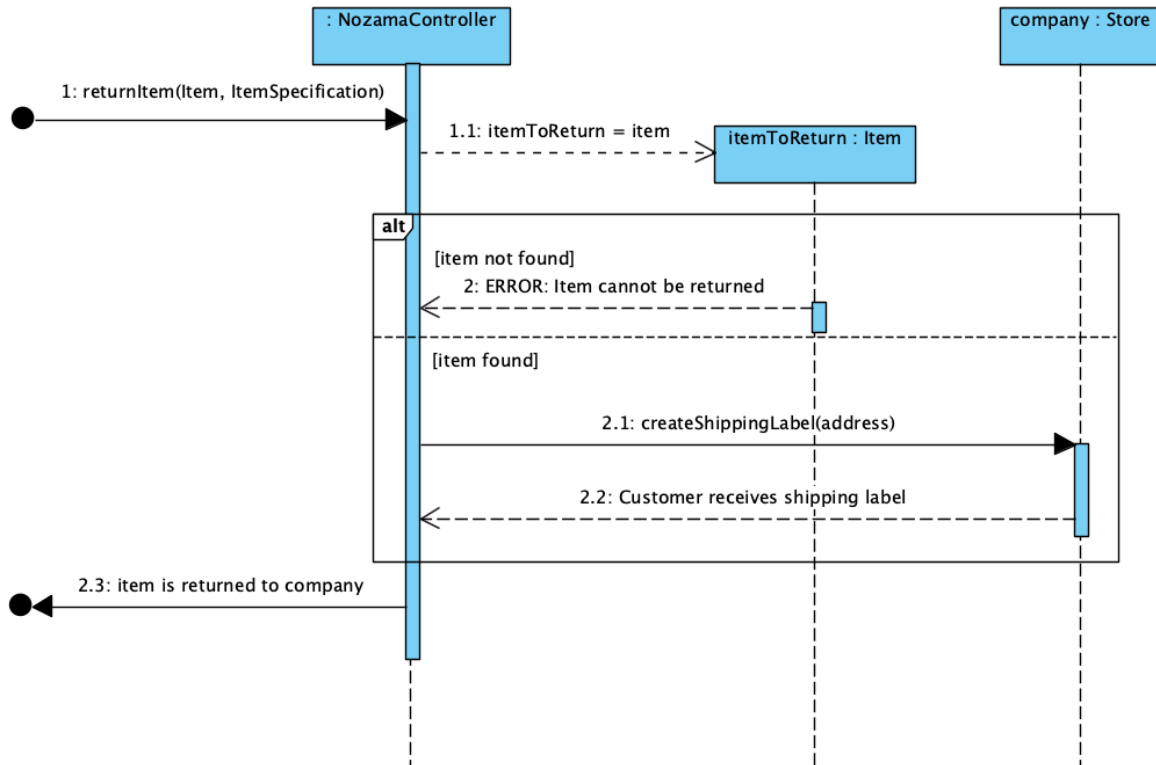 : NozamaController
company : Store
1: returnItem(Item, ItemSpecification)
1.1: itemToReturn = item
itemToReturn : Item
alt
[item not found]
2: ERROR: Item cannot be returned
[item found]
2.1: createShippingLabel(address)
2.2: Customer receives shipping label
2.3: item is returned to company